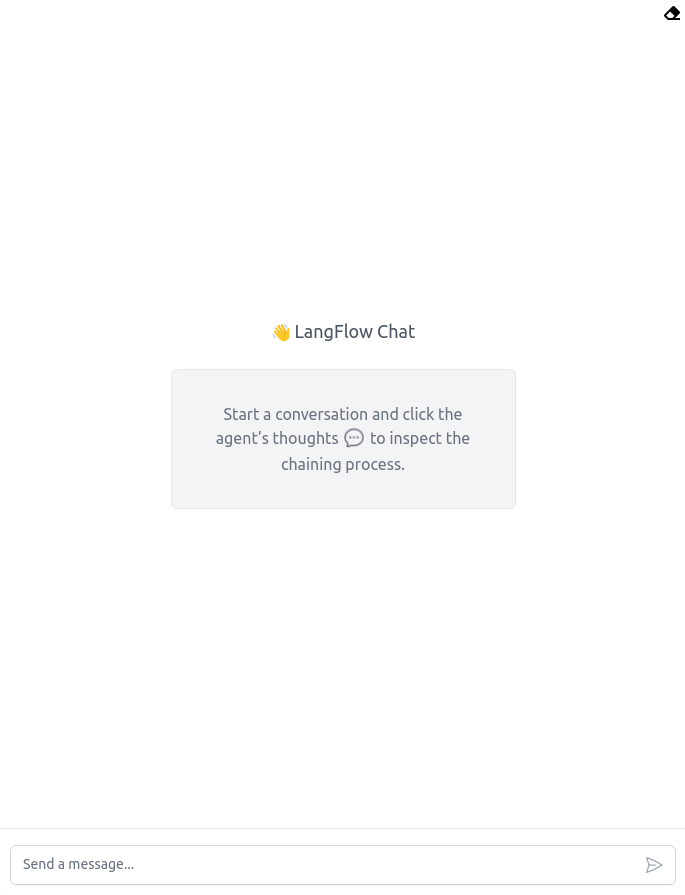 👋 LangFlow Chat
Start a conversation and click the
agent’s thoughts 💬 to inspect the
chaining process.
Send a message...